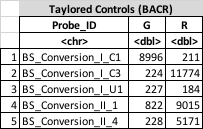 Taylored Controls (BACR)
Probe_ID G R
<chr> <dbl> <dbl>
1 BS_Conversion_I_C1 8996 211
2 BS_Conversion_I_C3 224 11774
3 BS_Conversion_I_U1 227 184
4 BS_Conversion_II_1 822 9015
5 BS_Conversion_II_4 228 5171